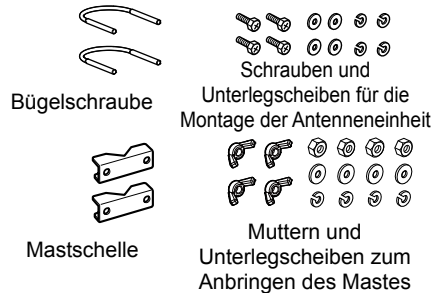 Bügelschraube
Schrauben und
Unterlegscheiben für die
Montage der Antenneneinheit
Mastschelle
Muttern und
Unterlegscheiben zum
Anbringen des Mastes